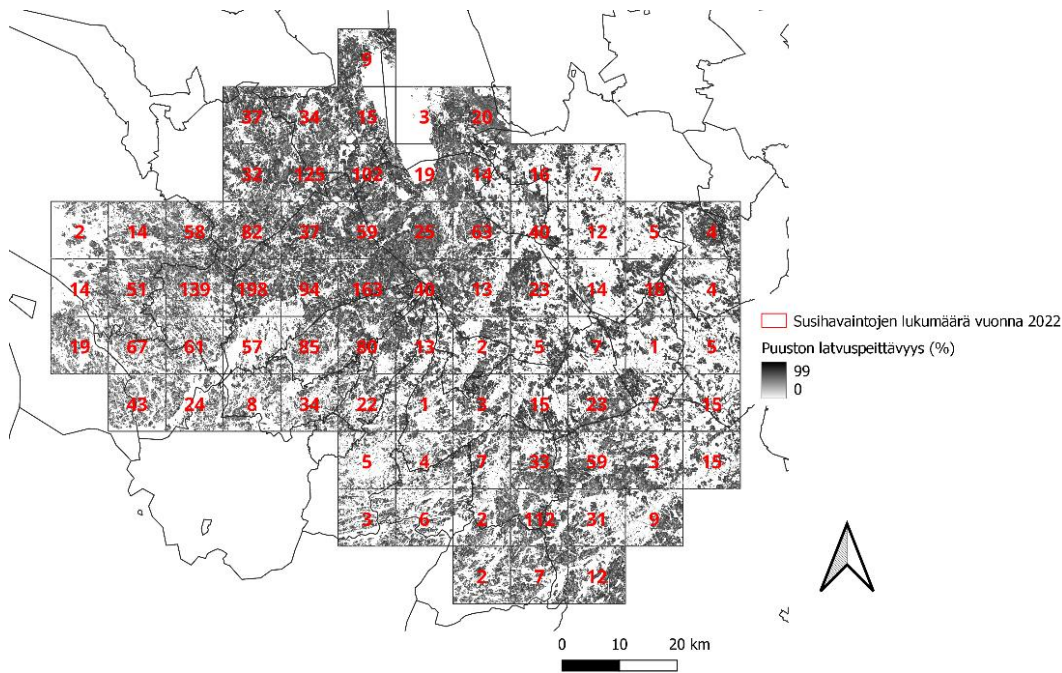 9
37 34 15 3 20
32 125 102 19 14 16 7
2 14 58 82 37 59 25 63 40 12 5 4
14 51 139 198 94 163 40 13 23 14 18 4
19 67 61 57 85 80 13 2 5 7 1 5
43 24 8 34 22 1 3 15 23 7 15
5 4 7 33 59 3 15
3 6 2 112 31 9
2 7 12
Susihavaintojen lukumäärä vuonna 2022
Puuston latvuspeittävyys (%)
99
0
0 10 20 km